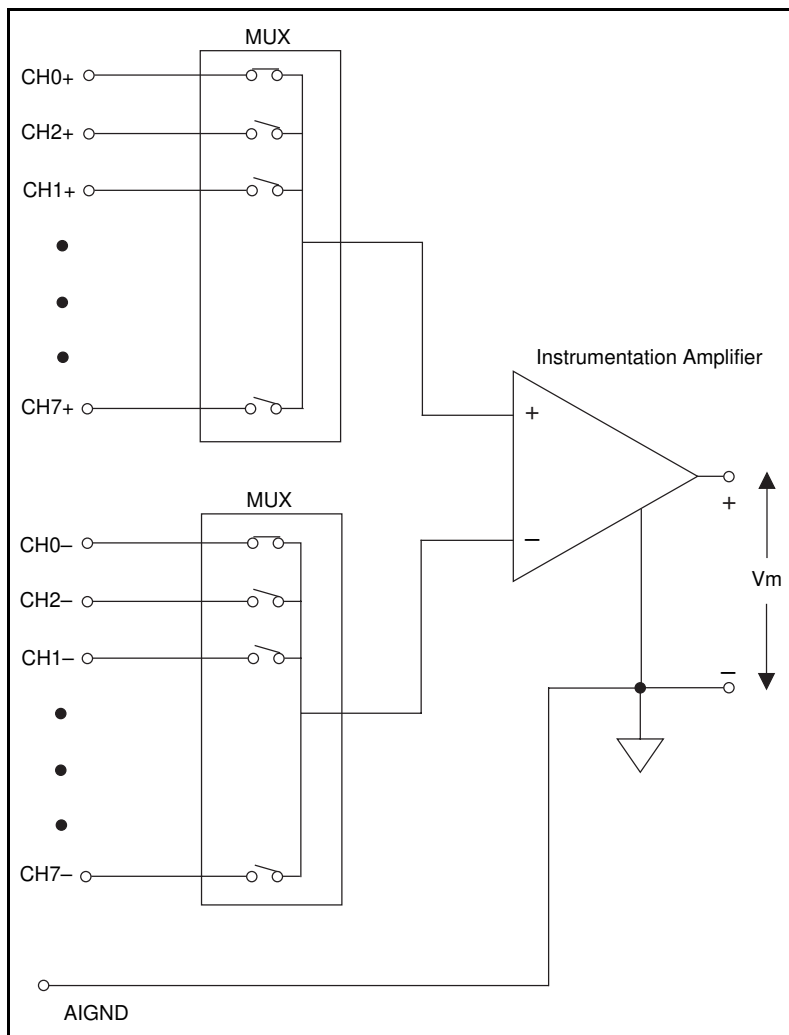 MUX
CH0+
CH2+
CH1+
CH7+
Instrumentation Amplifier
+
−
+
Vm
−
MUX
CH0–
CH2–
CH1–
CH7–
AIGND